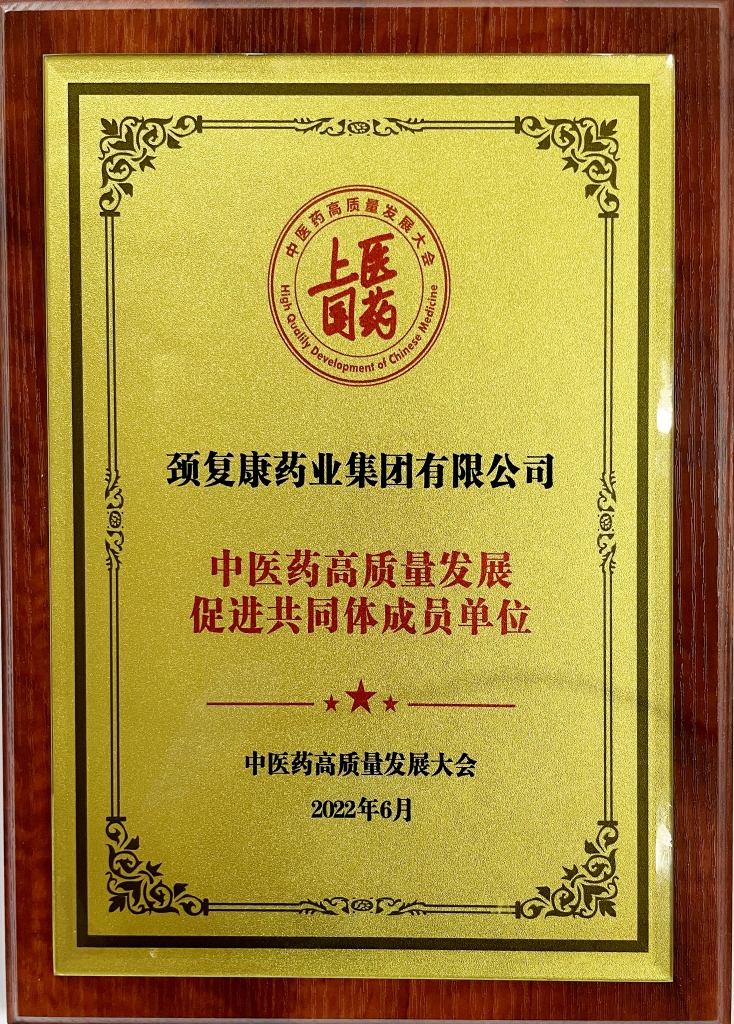 中医药高质量发展大会
上医
国药
High Quality Development of Chinese Medicine
颈复康药业集团有限公司
中医药高质量发展
促进共同体成员单位
中医药高质量发展大会
2022年6月